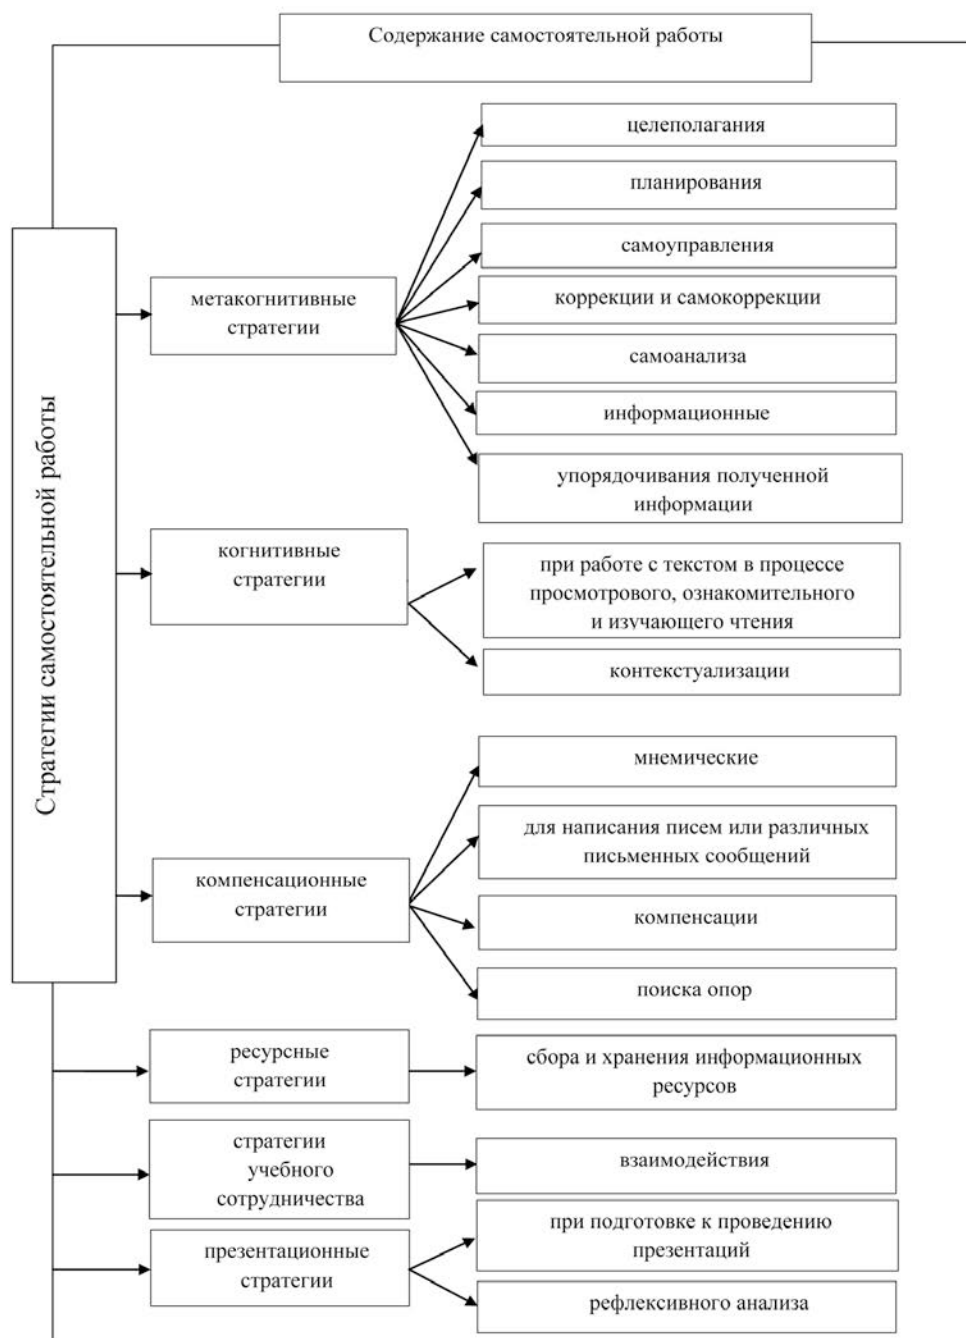 Содержание самостоятельной работы
Стратегии самостоятельной работы
метакогнитивные
стратегии
целеполагания
планирования
самоуправления
коррекции и самокоррекции
самоанализа
информационные
упорядочивания полученной
информации
когнитивные
стратегии
при работе с текстом в процессе
просмотрового, ознакомительного
и изучающего чтения
контекстуализации
компенсационные
стратегии
мнемические
для написания писем или различных
письменных сообщений
компенсации
поиска опор
ресурсные
стратегии
сбора и хранения информационных
ресурсов
стратегии
учебного
сотрудничества
взаимодействия
презентационные
стратегии
при подготовке к проведению
презентаций
рефлексивного анализа